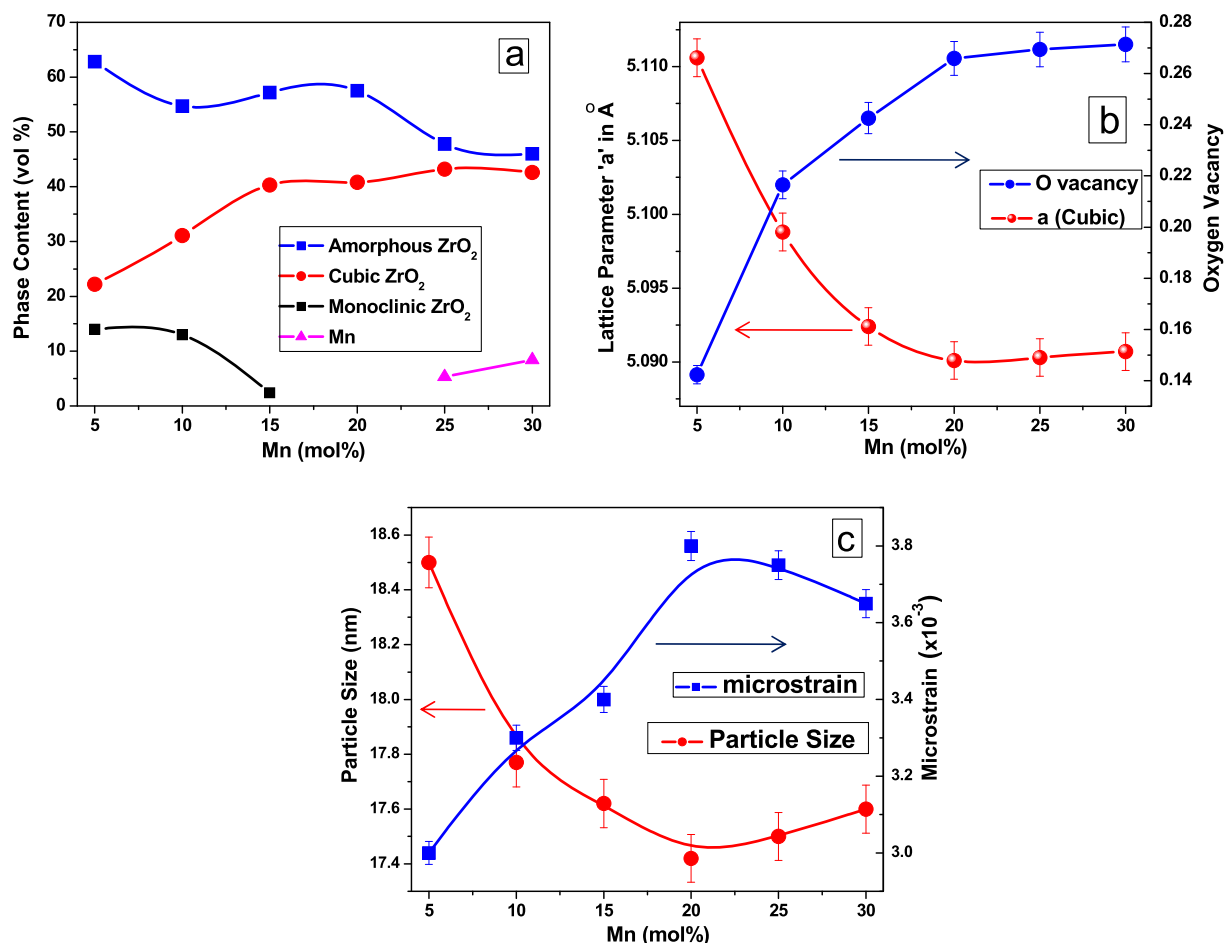 a
70
60
50
40
30
20
10
0
Phase Content (vol %)
Amorphous ZrO₂
Cubic ZrO₂
Monoclinic ZrO₂
Mn
5 10 15 20 25 30
Mn (mol%)
b
5.110
5.105
5.100
5.095
5.090
Lattice Parameter 'a' in Å
O vacancy
a (Cubic)
0.28
0.26
0.24
0.22
0.20
0.18
0.16
0.14
Oxygen Vacancy
5 10 15 20 25 30
Mn (mol%)
c
18.6
18.4
18.2
18.0
17.8
17.6
17.4
Particle Size (nm)
microstrain
Particle Size
3.8
3.6
3.4
3.2
3.0
Microstrain (x10⁻³)
5 10 15 20 25 30
Mn (mol%)